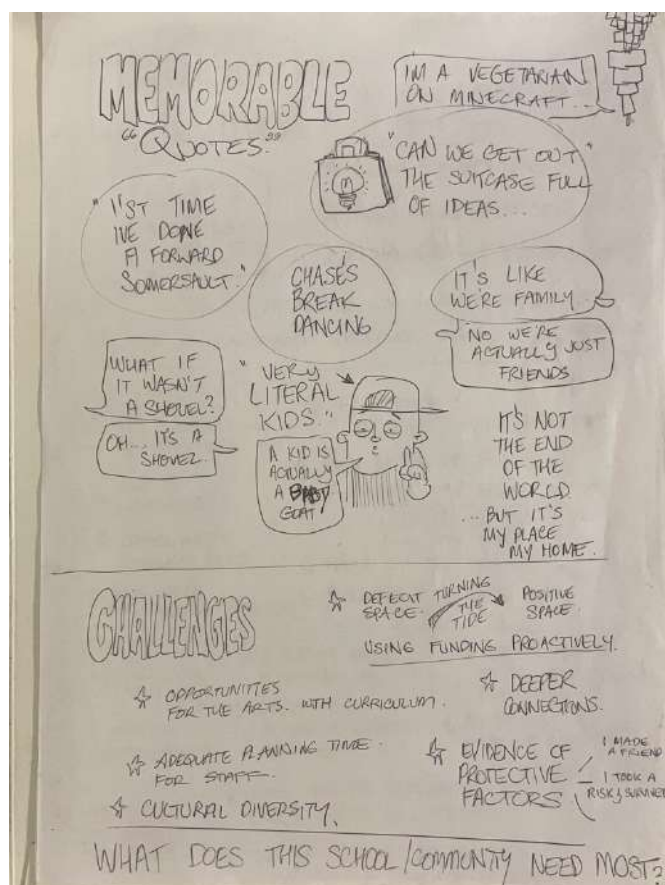 MEMORABLE
"QUOTES."
I'M A VEGETARIAN
ON MINECRAFT...
"CAN WE GET OUT"
THE SUITCASE FULL
OF IDEAS...
"1'ST TIME
IVE DONE
A FORWARD
SOMERSAULT."
CHASE'S
BREAK
DANCING
IT'S LIKE
WE'RE FAMILY
NO WE'RE
ACTUALLY JUST
FRIENDS
WHAT IF
IT WASN'T
A SHOVEL?
OH... IT'S A
SHOVEL.
"VERY
LITERAL
KIDS."
A KID IS
ACTUALLY
A BABY
GOAT
IT'S NOT
THE END
OF THE
WORLD.
...BUT IT'S
MY PLACE
MY HOME.
CHALLENGES
DEFECIT SPACE.
TURNING
THE
TIDE
POSITIVE
SPACE.
USING FUNDING PROACTIVELY.
OPPORTUNITIES
FOR THE ARTS. WITH CURRICULUM.
DEEPER
CONNECTIONS.
ADEQUATE PLANNING TIME.
FOR STAFF.
EVIDENCE OF
PROTECTIVE
FACTORS
I MADE
A FRIEND
I TOOK A
RISK & SURVIVED
CULTURAL DIVERSITY.
WHAT DOES THIS SCHOOL/COMMUNITY NEED MOST?